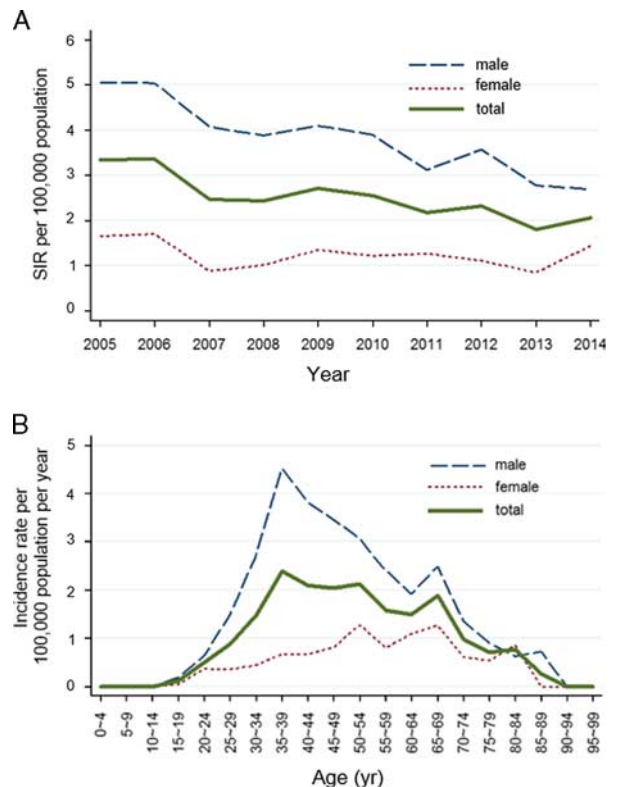 A
6
5
4
3
2
1
0
SIR per 100,000 population
male
female
total
2005 2006 2007 2008 2009 2010 2011 2012 2013 2014
Year
B
5
4
3
2
1
0
Incidence rate per
100,000 population per year
male
female
total
0~4 5~9 10~14 15~19 20~24 25~29 30~34 35~39 40~44 45~49 50~54 55~59 60~64 65~69 70~74 75~79 80~84 85~89 90~94 95~99
Age (yr)